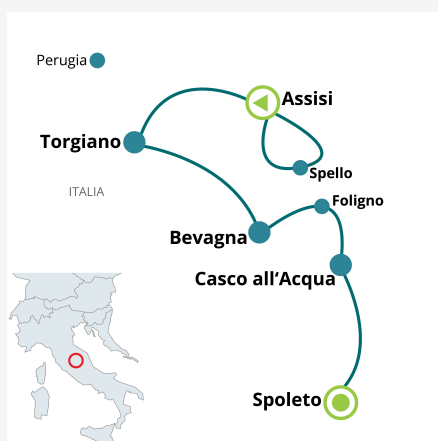 Perugia
Assisi
Torgiano
Spello
ITALIA
Foligno
Bevagna
Casco all‘Acqua
Spoleto